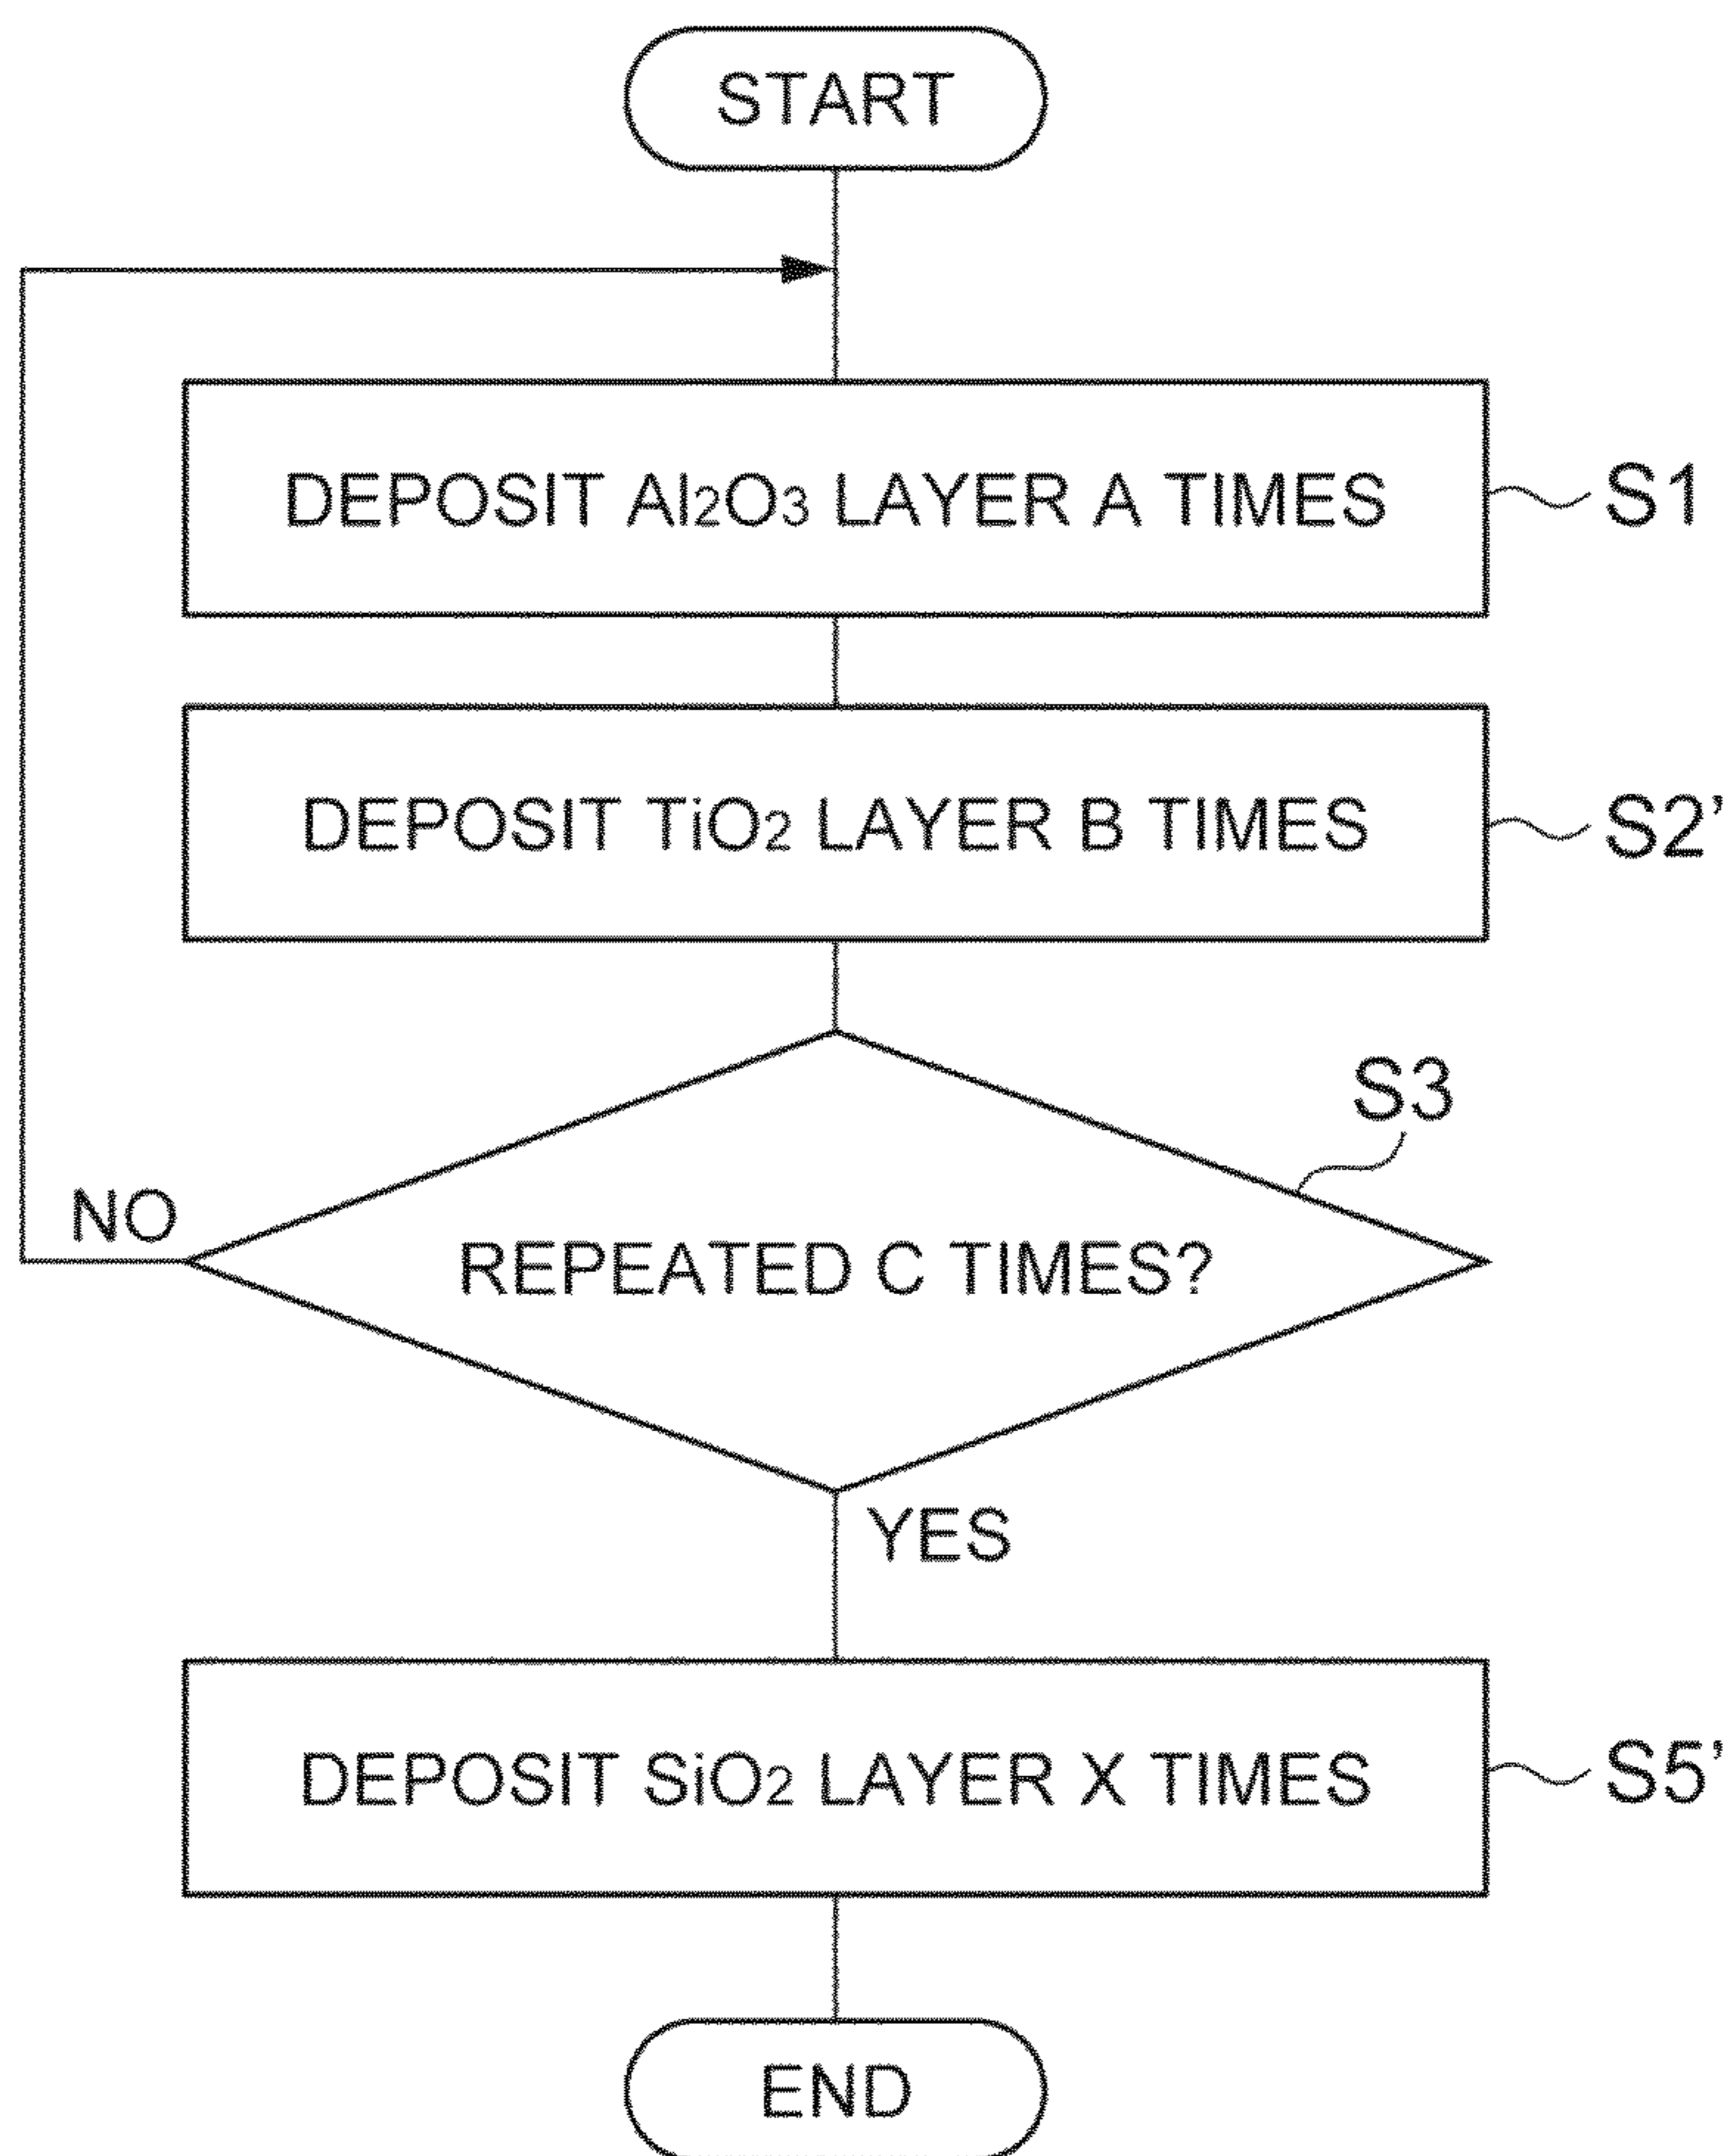 START
DEPOSIT Al2O3 LAYER A TIMES
S1
DEPOSIT TiO2 LAYER B TIMES
S2’
S3
REPEATED C TIMES?
NO
YES
DEPOSIT SiO2 LAYER X TIMES
S5’
END